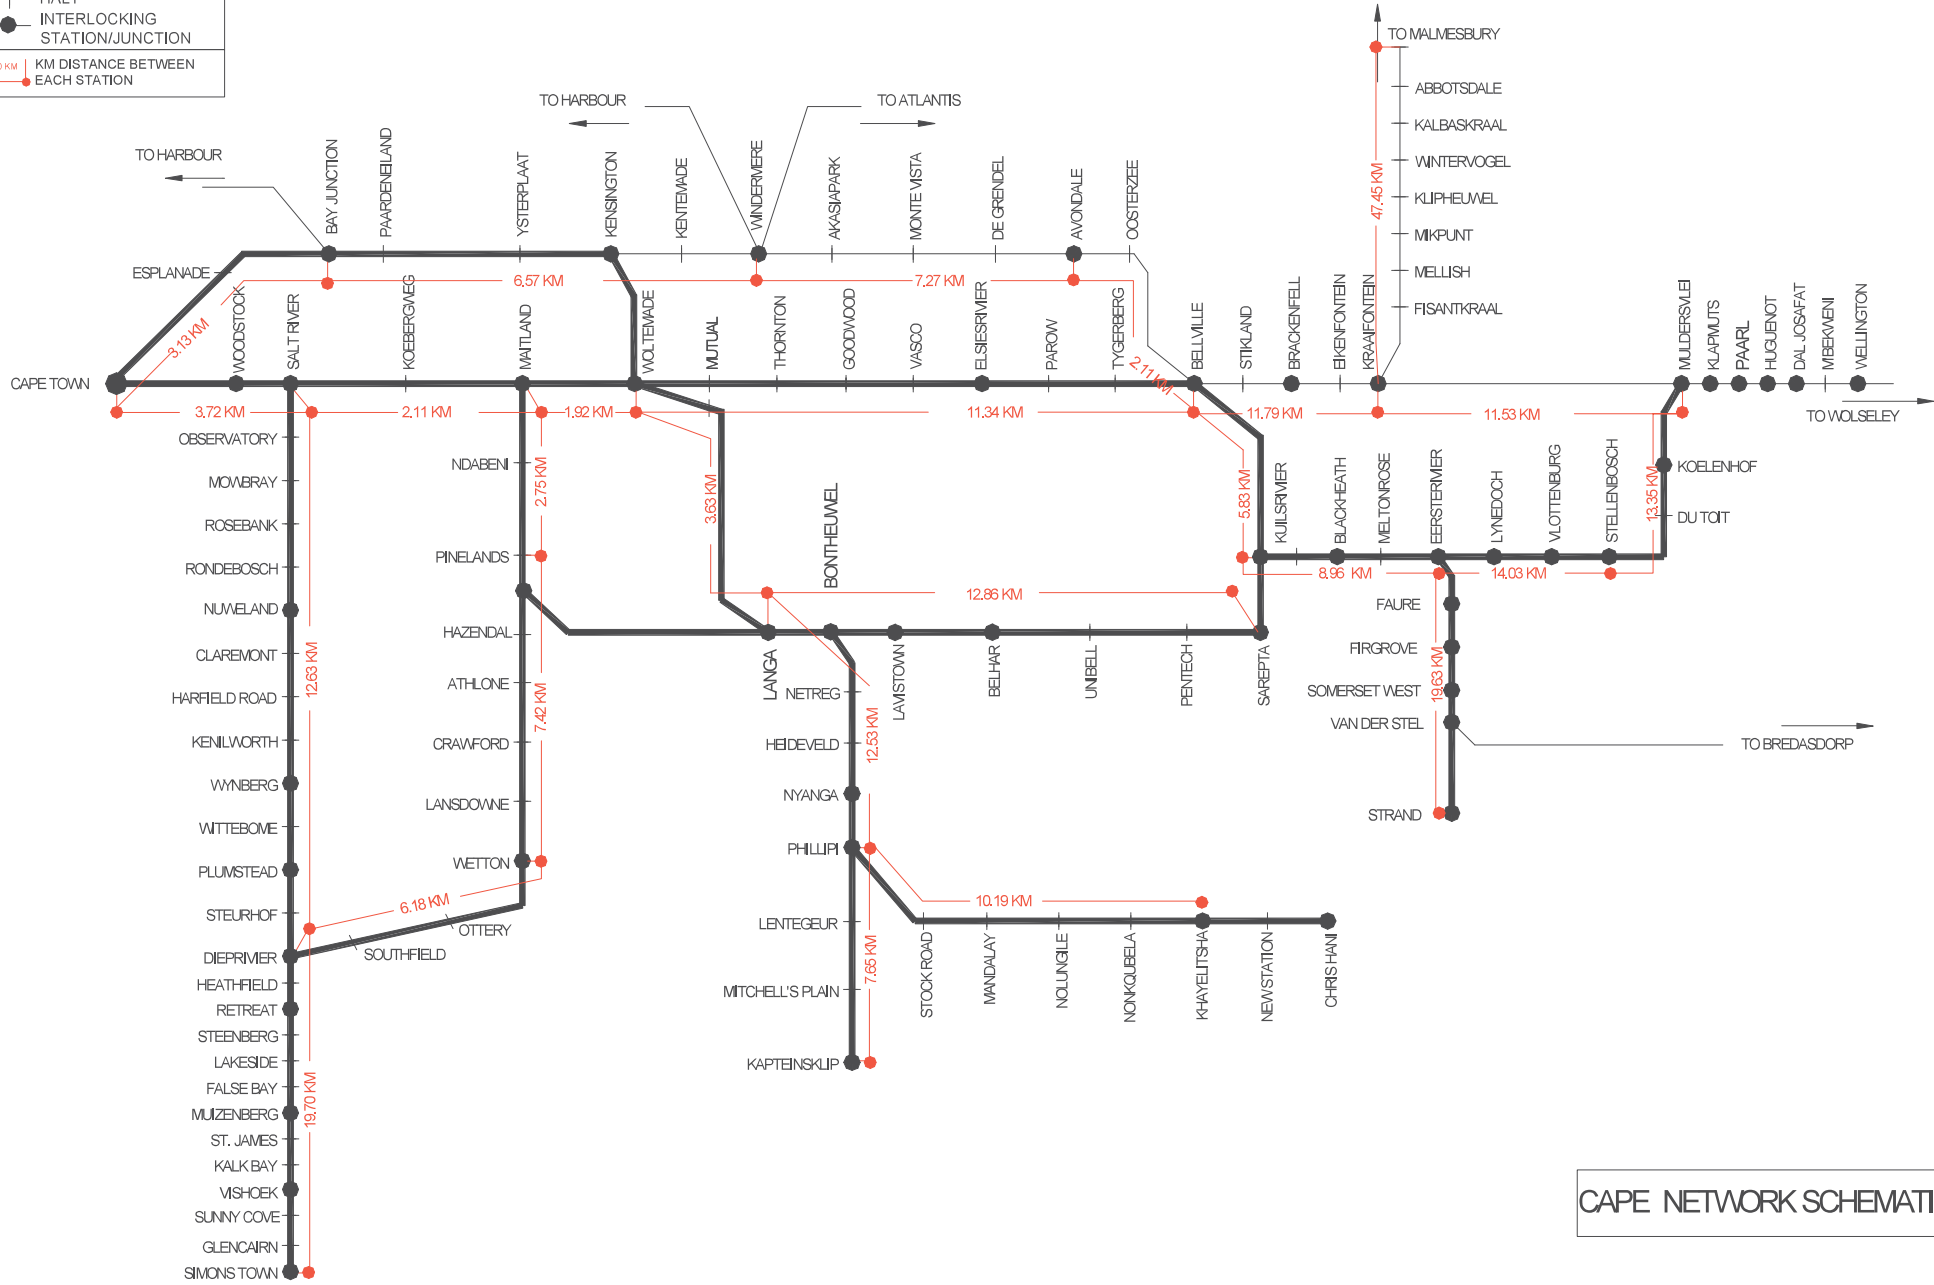 HALT
INTERLOCKING
STATION/JUNCTION
KM
KM DISTANCE BETWEEN
EACH STATION
TO MALMESBURY
ABBOTSDALE
KALBASKRAAL
WINTERVOGEL
KLIPHEUWEL
MIKPUNT
MELLISH
FISANTKRAAL
47.45 KM
TO HARBOUR
TO HARBOUR
TO ATLANTIS
BAY JUNCTION
PAARDENEILAND
YSTERPLAAT
KENSINGTON
KENTEMADE
WINDERMERE
AKASIAPARK
MONTE VISTA
DE GRENDEL
AVONDALE
OOSTERZEE
ESPLANADE
3.13 KM
6.57 KM
7.27 KM
2.11 KM
CAPE TOWN
WOODSTOCK
SALT RIVER
KOEBERGWEG
MAITLAND
WOLTEMADE
MUTUAL
THORNTON
GOODWOOD
VASCO
ELSIESRIVIER
PAROW
TYGERBERG
BELLVILLE
STIKLAND
BRACKENFELL
EIKENFONTEIN
KRAAIFONTEIN
MULDERSVLEI
KLAPMUTS
PAARL
HUGUENOT
DAL JOSAFAT
MBEKWENI
WELLINGTON
TO WOLSELEY
3.72 KM
2.11 KM
1.92 KM
11.34 KM
11.79 KM
11.53 KM
OBSERVATORY
MOWBRAY
ROSEBANK
RONDEBOSCH
NUWELAND
CLAREMONT
HARFIELD ROAD
KENILWORTH
WYNBERG
WITTEBOME
PLUMSTEAD
STEURHOF
DIEPRIVIER
HEATHFIELD
RETREAT
STEENBERG
LAKESIDE
FALSE BAY
MUIZENBERG
ST. JAMES
KALK BAY
VISHOEK
SUNNY COVE
GLENCAIRN
SIMONS TOWN
12.63 KM
19.70 KM
NDABENI
PINELANDS
HAZENDAL
ATHLONE
CRAWFORD
LANSDOWNE
WETTON
OTTERY
SOUTHFIELD
2.75 KM
7.42 KM
6.18 KM
3.63 KM
LANGA
BONTHEUWEL
LAVISTOWN
BELHAR
UNIBELL
PENTECH
SAREPTA
12.86 KM
NETREG
HEIDEVELD
NYANGA
PHILLIPI
LENTEGEUR
MITCHELL'S PLAIN
KAPTEINSKLIP
12.53 KM
7.65 KM
10.19 KM
STOCK ROAD
MANDALAY
NOLUNGILE
NONKQUBELA
KHAYELITSHA
NEW STATION
CHRIS HANI
5.83 KM
KUILSRIVIER
BLACKHEATH
MELTONROSE
EERSTERIVIER
LYNEDOCH
VLOTTENBURG
STELLENBOSCH
KOELENHOF
DU TOIT
8.96 KM
14.03 KM
13.35 KM
FAURE
FIRGROVE
SOMERSET WEST
VAN DER STEL
STRAND
19.63 KM
TO BREDASDORP
CAPE NETWORK SCHEMATI